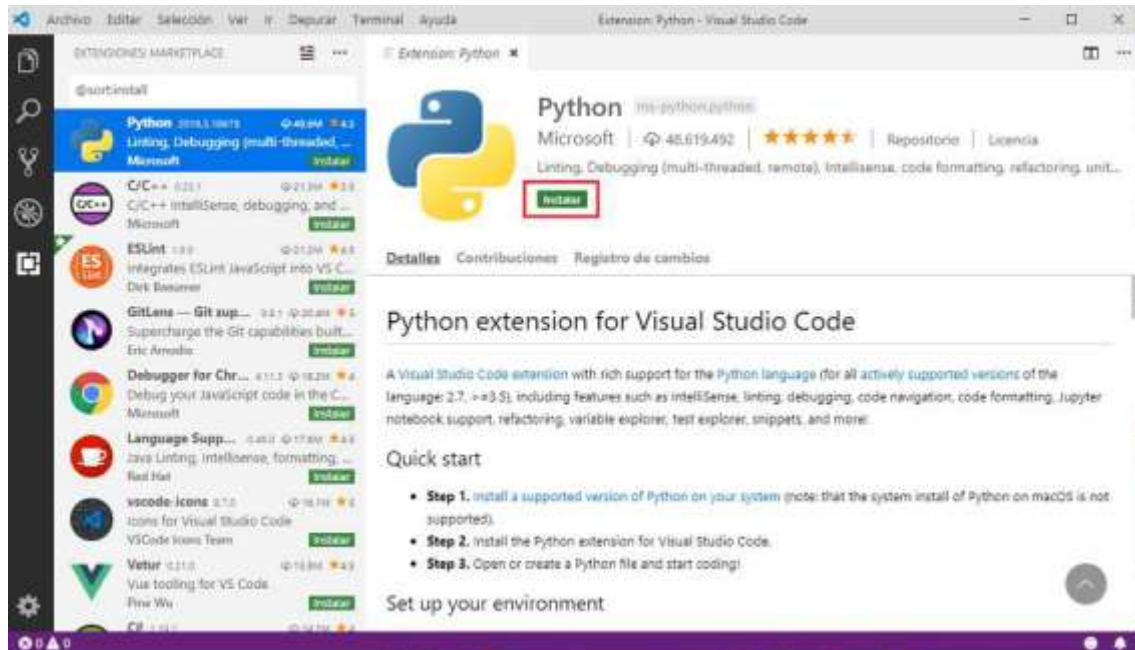 Archivo Editar Selección Ver Ir Depurar Terminal Ayuda
Extension: Python - Visual Studio Code
EXTENSIONES: MARKETPLACE
Extension: Python
@sort:install
Python
Linting, Debugging (multi-threaded, ...
Microsoft Instalar
C/C++
C/C++ IntelliSense, debugging, and ...
Microsoft Instalar
ESLint
Integrates ESLint JavaScript into VS C...
Dirk Baeumer Instalar
GitLens — Git sup...
Supercharge the Git capabilities built...
Eric Amodio Instalar
Debugger for Chr...
Debug your JavaScript code in the C...
Microsoft Instalar
Language Supp...
Java Linting, Intellisense, formatting, ...
Red Hat Instalar
vscode-icons
Icons for Visual Studio Code
VSCode Icons Team Instalar
Vetur
Vue tooling for VS Code
Pine Wu Instalar
C#
Python ms-python.python
Microsoft 48.619.492 Repositorio Licencia
Linting, Debugging (multi-threaded, remote), Intellisense, code formatting, refactoring, unit...
Instalar
Detalles Contribuciones Registro de cambios
Python extension for Visual Studio Code
A Visual Studio Code extension with rich support for the Python language (for all actively supported versions of the
language: 2.7, >=3.5), including features such as IntelliSense, linting, debugging, code navigation, code formatting, Jupyter
notebook support, refactoring, variable explorer, test explorer, snippets, and more!
Quick start
Step 1. Install a supported version of Python on your system (note: that the system install of Python on macOS is not
supported).
Step 2. Install the Python extension for Visual Studio Code.
Step 3. Open or create a Python file and start coding!
Set up your environment
0 0